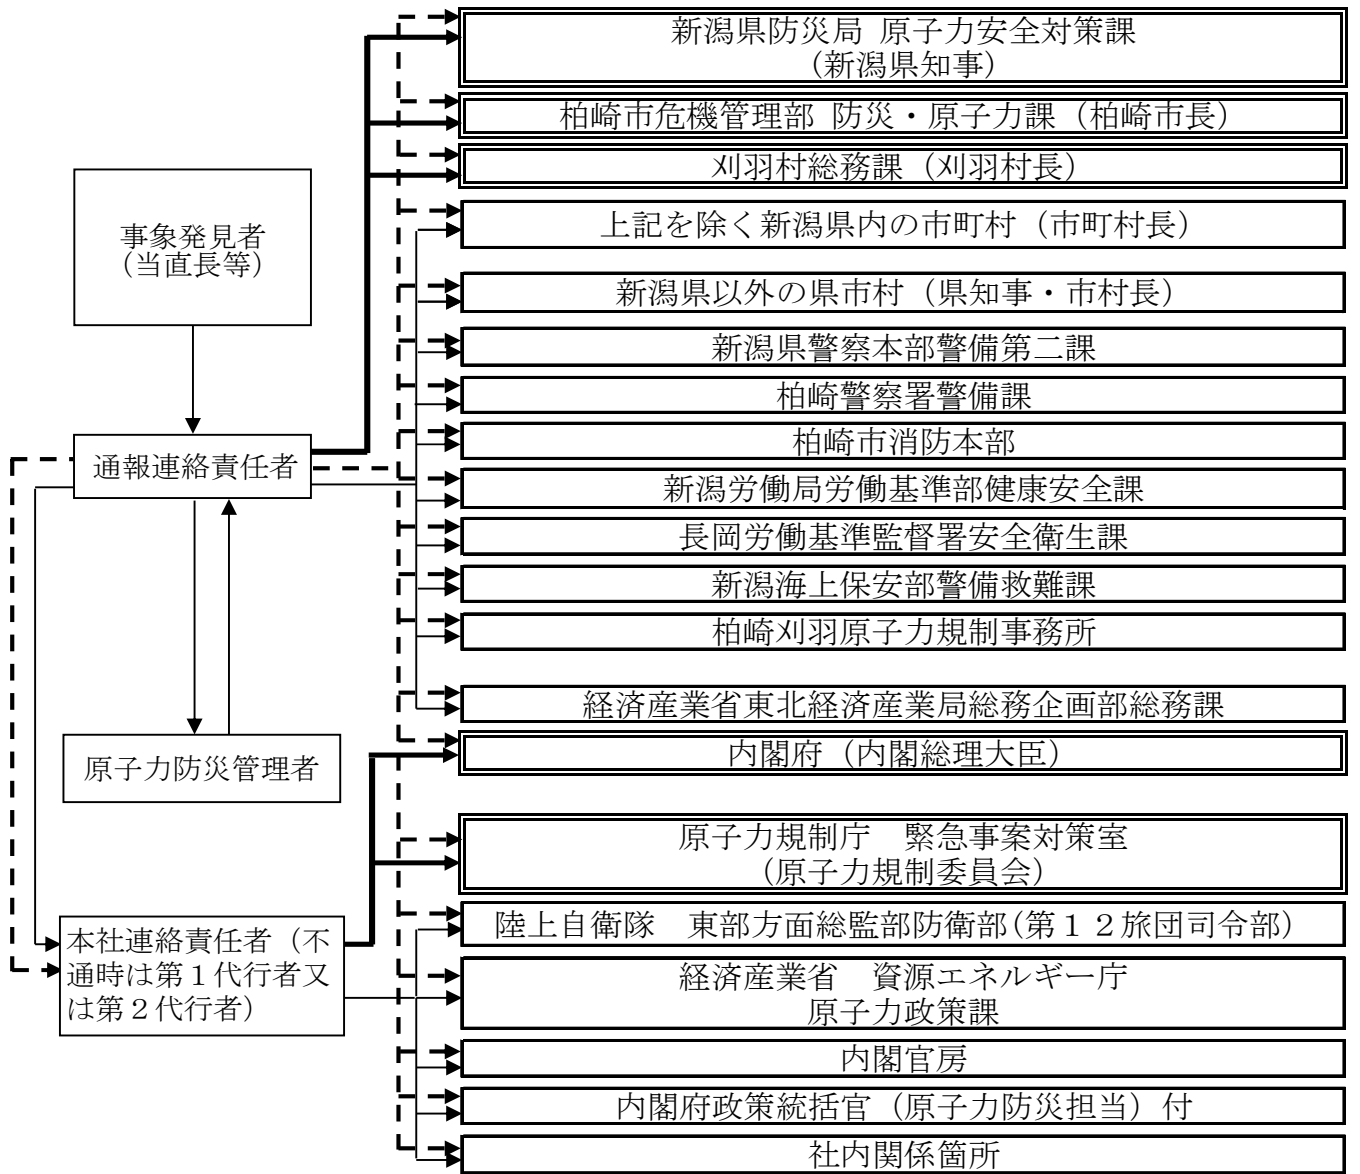 新潟県防災局 原子力安全対策課
(新潟県知事)
柏崎市危機管理部 防災・原子力課（柏崎市長）
刈羽村総務課（刈羽村長）
上記を除く新潟県内の市町村（市町村長）
新潟県以外の県市村（県知事・市村長）
新潟県警察本部警備第二課
柏崎警察署警備課
柏崎市消防本部
新潟労働局労働基準部健康安全課
長岡労働基準監督署安全衛生課
新潟海上保安部警備救難課
柏崎刈羽原子力規制事務所
経済産業省東北経済産業局総務企画部総務課
内閣府（内閣総理大臣）
原子力規制庁　緊急事案対策室
(原子力規制委員会)
陸上自衛隊　東部方面総監部防衛部(第１２旅団司令部)
経済産業省　資源エネルギー庁
原子力政策課
内閣官房
内閣府政策統括官（原子力防災担当）付
社内関係箇所
事象発見者
(当直長等)
通報連絡責任者
原子力防災管理者
本社連絡責任者（不
通時は第１代行者又
は第２代行者）